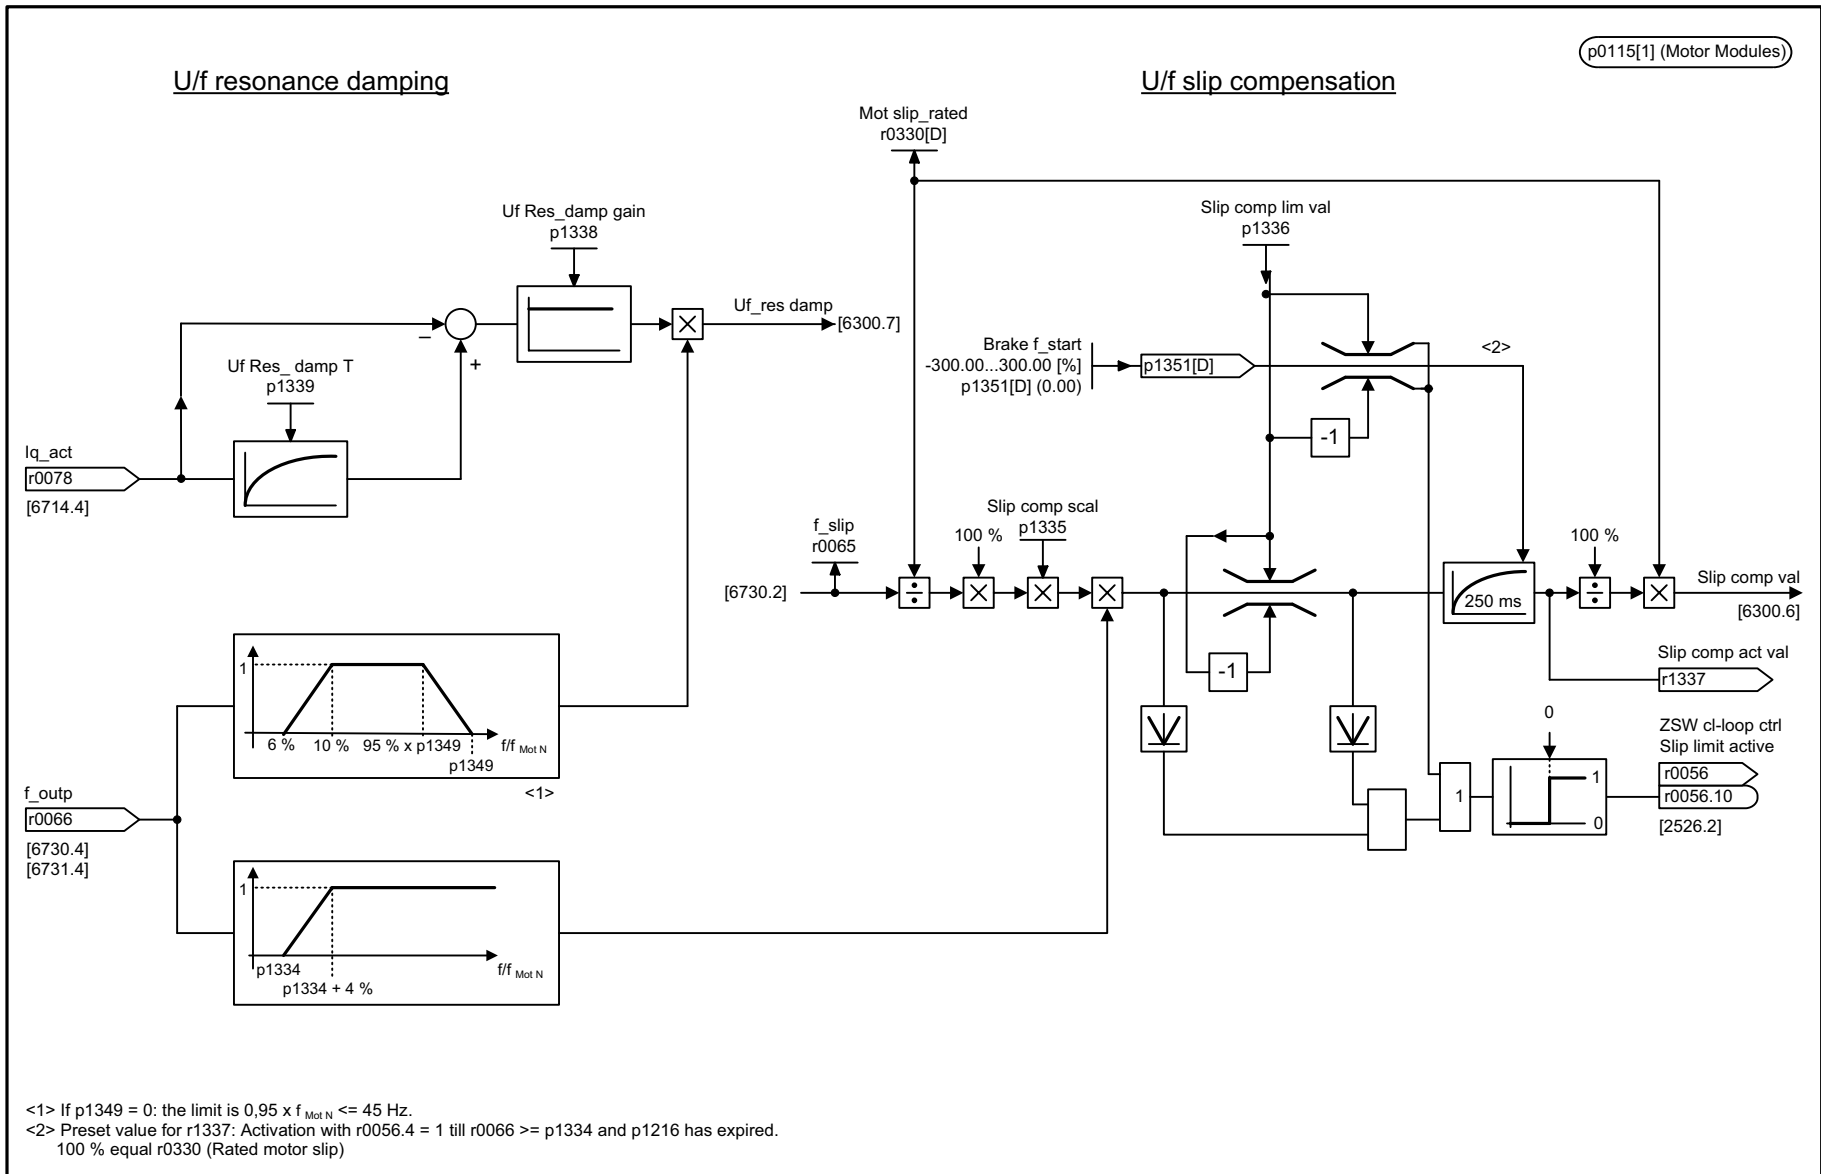 p0115[1] (Motor Modules)
U/f resonance damping
U/f slip compensation
Mot slip_rated
r0330[D]
Uf Res_damp gain
p1338
Slip comp lim val
p1336
Uf_res damp
[6300.7]
–
+
Uf Res_ damp T
p1339
Brake f_start
-300.00...300.00 [%]
p1351[D] (0.00)
p1351[D]
<2>
-1
Iq_act
r0078
[6714.4]
f_slip
r0065
[6730.2]
÷
100 %
×
Slip comp scal
p1335
×
×
×
-1
250 ms
100 %
÷
×
Slip comp val
[6300.6]
Slip comp act val
r1337
1
6 %
10 %
95 % x p1349
f/f Mot N
p1349
<1>
f_outp
r0066
[6730.4]
[6731.4]
1
p1334
p1334 + 4 %
f/f Mot N
1
0
1
0
ZSW cl-loop ctrl
Slip limit active
r0056
r0056.10
[2526.2]
<1> If p1349 = 0: the limit is 0,95 x f Mot N <= 45 Hz.
<2> Preset value for r1337: Activation with r0056.4 = 1 till r0066 >= p1334 and p1216 has expired.
100 % equal r0330 (Rated motor slip)